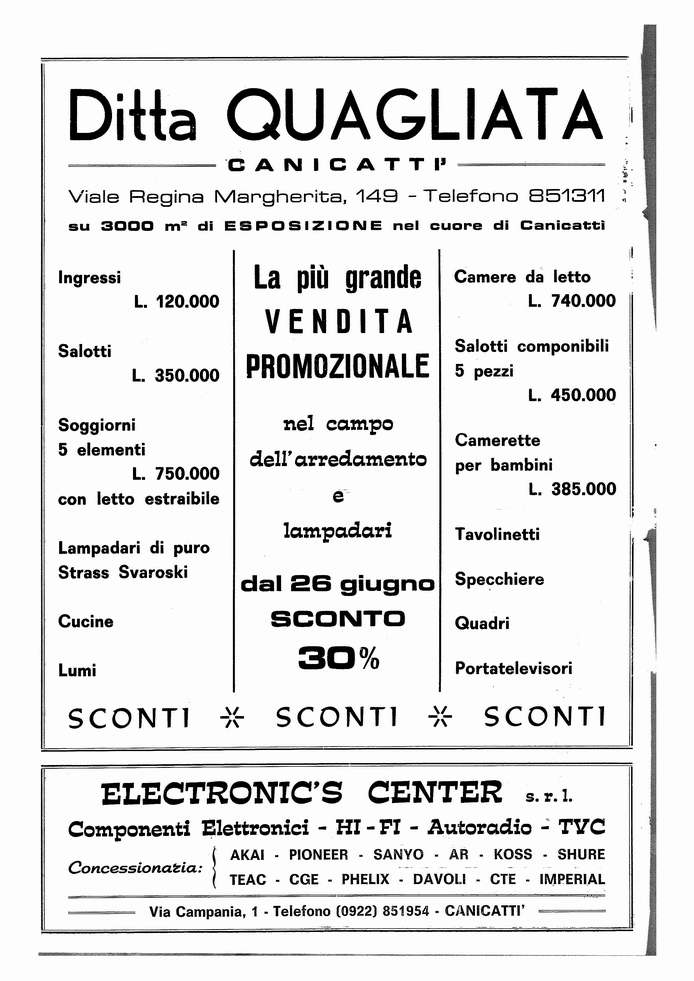 Ditta QUAGLIATA
CANICATTI'
Viale Regina Margherita, 149 - Telefono 851311
su 3000 m² di ESPOSIZIONE nel cuore di Canicattì
Ingressi
L. 120.000
Salotti
L. 350.000
Soggiorni
5 elementi
L. 750.000
con letto estraibile
Lampadari di puro
Strass Svaroski
Cucine
Lumi
La più grande
VENDITA
PROMOZIONALE
nel campo
dell'arredamento
e
lampadari
dal 26 giugno
SCONTO
30%
Camere da letto
L. 740.000
Salotti componibili
5 pezzi
L. 450.000
Camerette
per bambini
L. 385.000
Tavolinetti
Specchiere
Quadri
Portatelevisori
SCONTI * SCONTI * SCONTI
ELECTRONIC'S CENTER s.r.l.
Componenti Elettronici - HI-FI - Autoradio - TVC
Concessionaria:
AKAI - PIONEER - SANYO - AR - KOSS - SHURE
TEAC - CGE - PHELIX - DAVOLI - CTE - IMPERIAL
Via Campania, 1 - Telefono (0922) 851954 - CANICATTI'